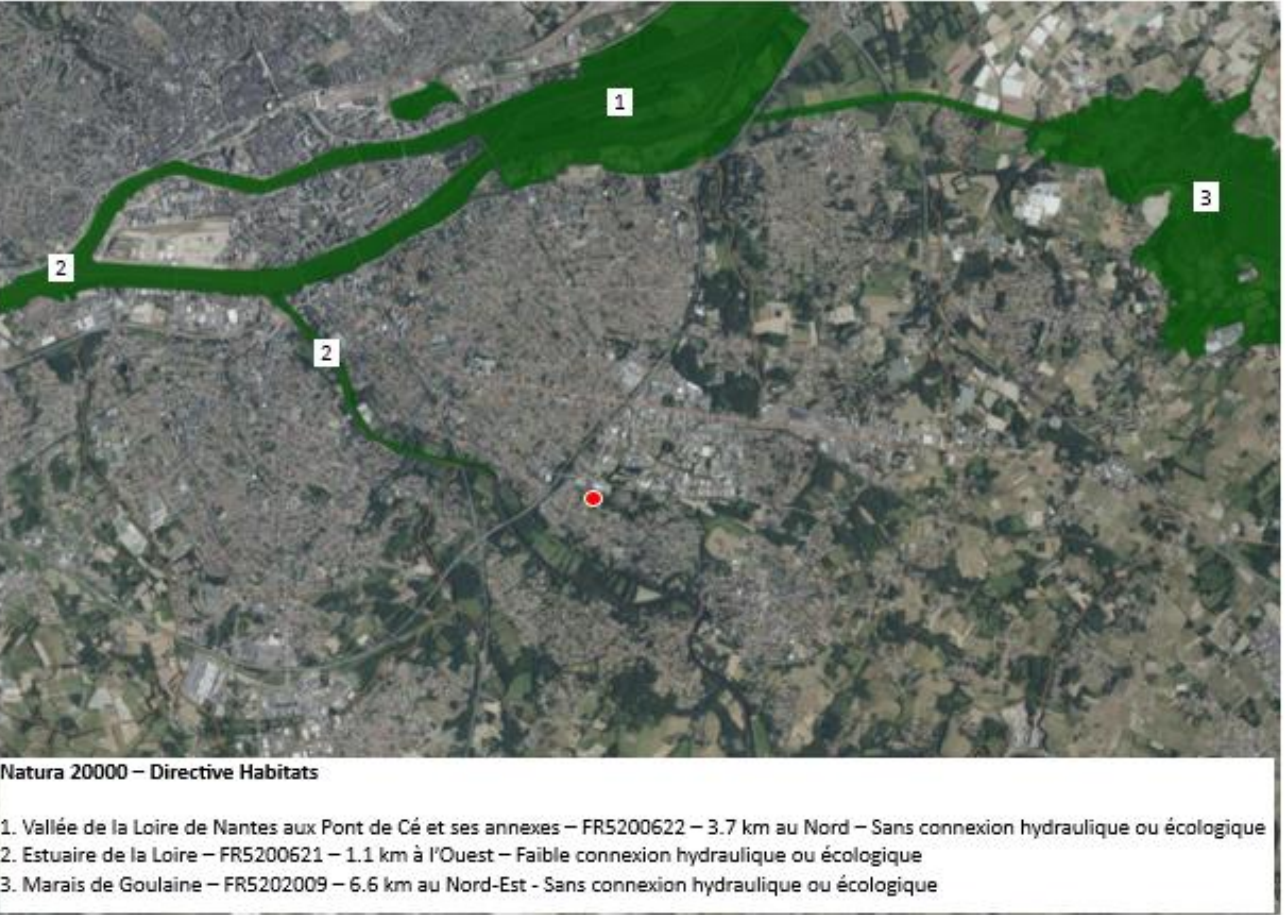 1
3
2
2
Natura 20000 – Directive Habitats
1. Vallée de la Loire de Nantes aux Pont de Cé et ses annexes – FR5200622 – 3.7 km au Nord – Sans connexion hydraulique ou écologique
2. Estuaire de la Loire – FR5200621 – 1.1 km à l'Ouest – Faible connexion hydraulique ou écologique
3. Marais de Goulaine – FR5202009 – 6.6 km au Nord-Est - Sans connexion hydraulique ou écologique